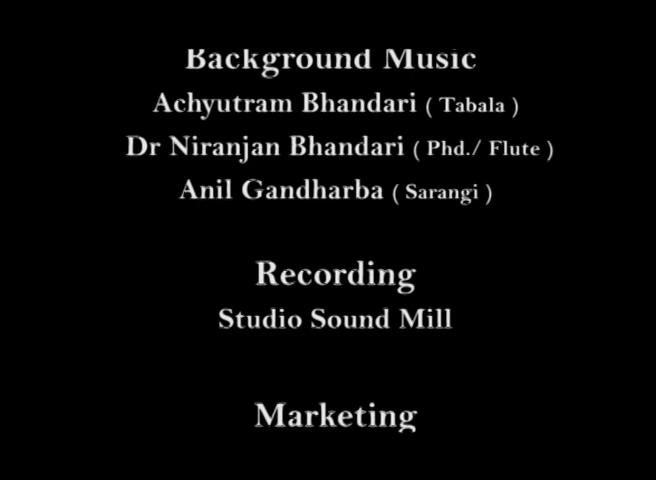 Background Music
Achyutram Bhandari ( Tabala )
Dr Niranjan Bhandari ( Phd./ Flute )
Anil Gandharba ( Sarangi )
Recording
Studio Sound Mill
Marketing